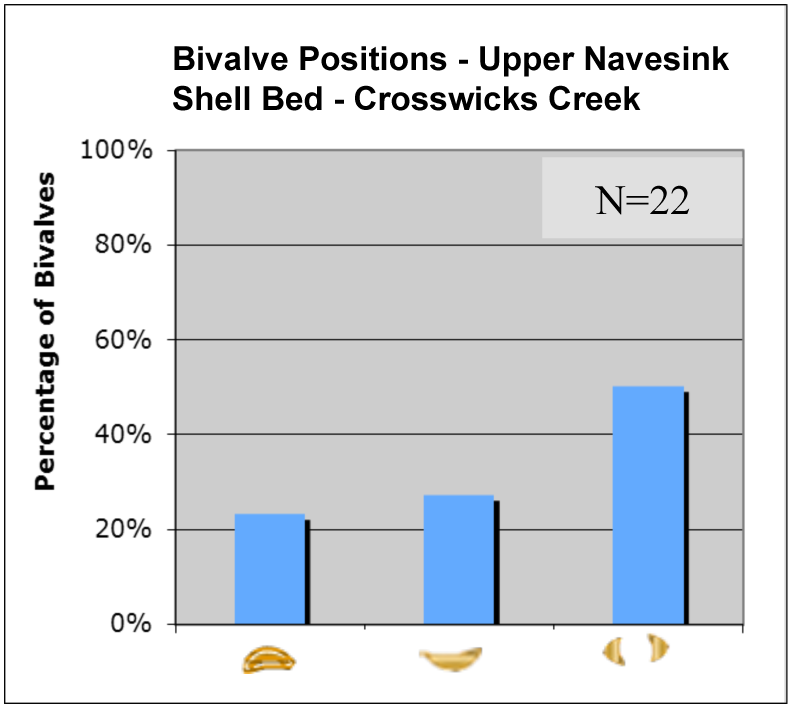 Bivalve Positions - Upper Navesink
Shell Bed - Crosswicks Creek
100%
N=22
80%
60%
40%
20%
0%
Percentage of Bivalves